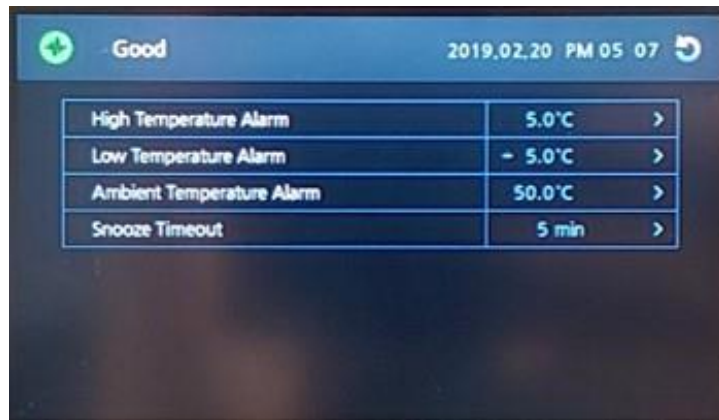 Good 2019.02.20 PM 05 07
High Temperature Alarm 5.0°C >
Low Temperature Alarm - 5.0°C >
Ambient Temperature Alarm 50.0°C >
Snooze Timeout 5 min >